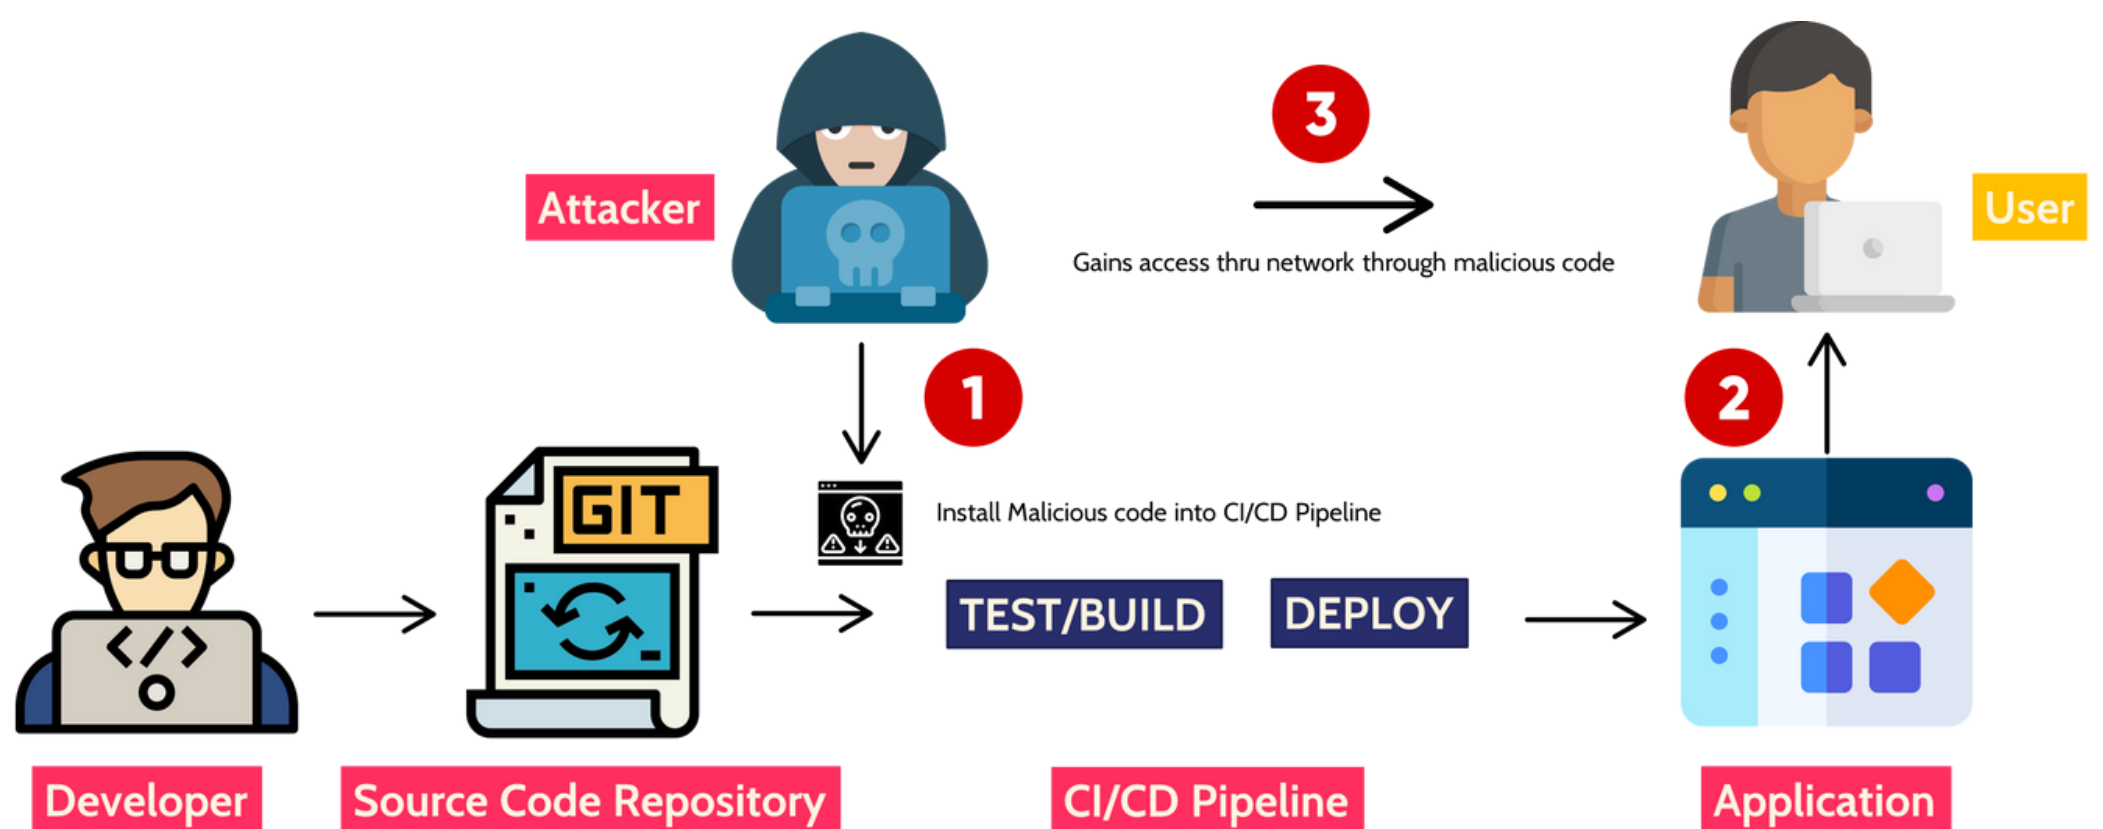 3
Attacker
User
Gains access thru network through malicious code
1
2
GIT
Install Malicious code into CI/CD Pipeline
</>
TEST/BUILD
DEPLOY
Developer
Source Code Repository
CI/CD Pipeline
Application